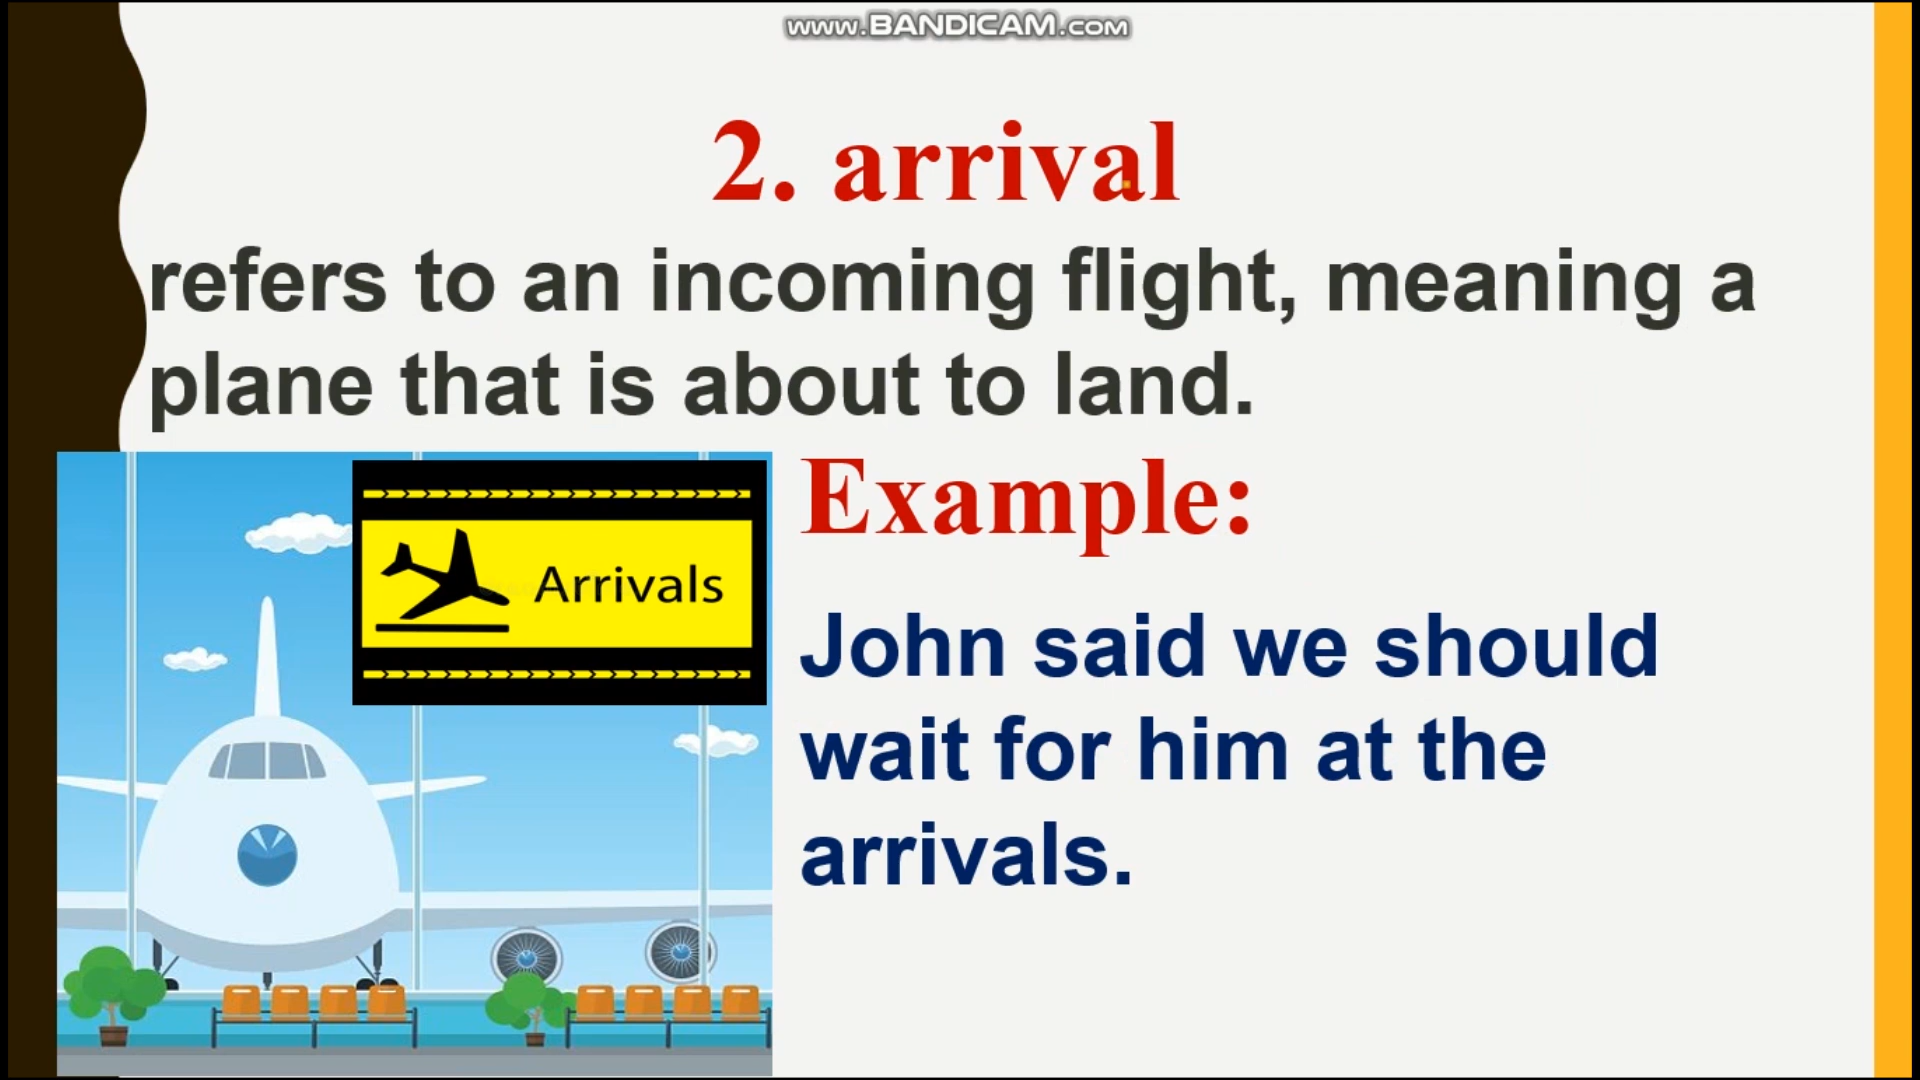 www.BANDICAM.com
2. arrival
refers to an incoming flight, meaning a
plane that is about to land.
Arrivals
Example:
John said we should
wait for him at the
arrivals.